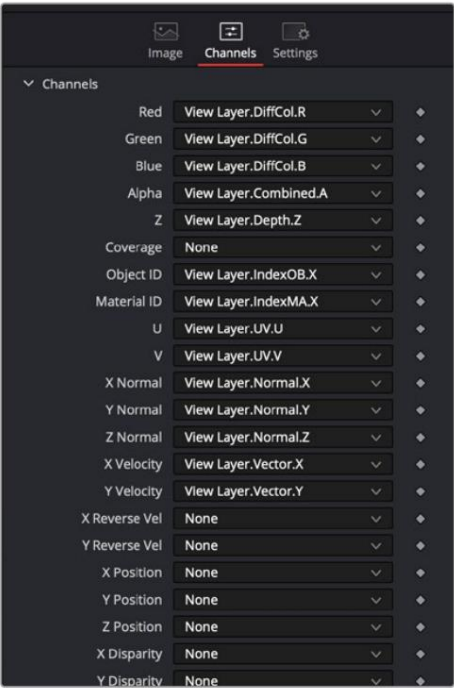 Image Channels Settings
Channels
Red View Layer.DiffCol.R
Green View Layer.DiffCol.G
Blue View Layer.DiffCol.B
Alpha View Layer.Combined.A
Z View Layer.Depth.Z
Coverage None
Object ID View Layer.IndexOB.X
Material ID View Layer.IndexMA.X
U View Layer.UV.U
V View Layer.UV.V
X Normal View Layer.Normal.X
Y Normal View Layer.Normal.Y
Z Normal View Layer.Normal.Z
X Velocity View Layer.Vector.X
Y Velocity View Layer.Vector.Y
X Reverse Vel None
Y Reverse Vel None
X Position None
Y Position None
Z Position None
X Disparity None
Y Disparity None